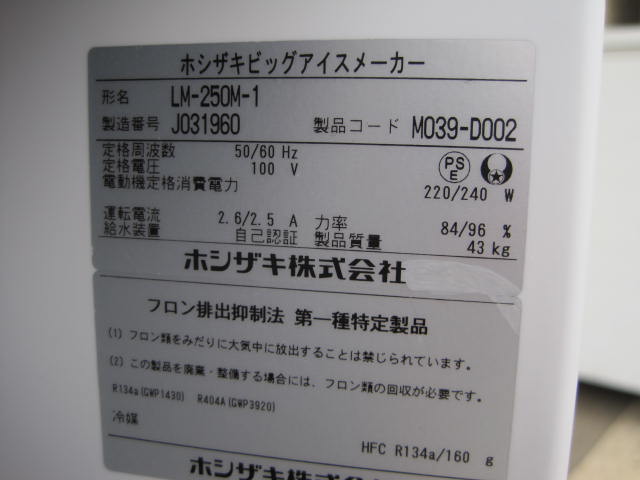 ホシザキビッグアイスメーカー
形名 LM-250M-1
製造番号 J031960 製品コード M039-D002
定格周波数 50/60 Hz
定格電圧 100 V
PS E
電動機定格消費電力 220/240 W
運転電流 2.6/2.5 A 力率 84/96 %
給水装置 自己認証 製品質量 43 kg
ホシザキ株式会社
フロン排出抑制法 第一種特定製品
(1) フロン類をみだりに大気中に放出することは禁じられています。
(2) この製品を廃棄・整備する場合には、フロン類の回収が必要です。
R134a(GWP1430) R404A(GWP3920)
冷媒 HFC R134a/160 g
ホシザキ株式会社